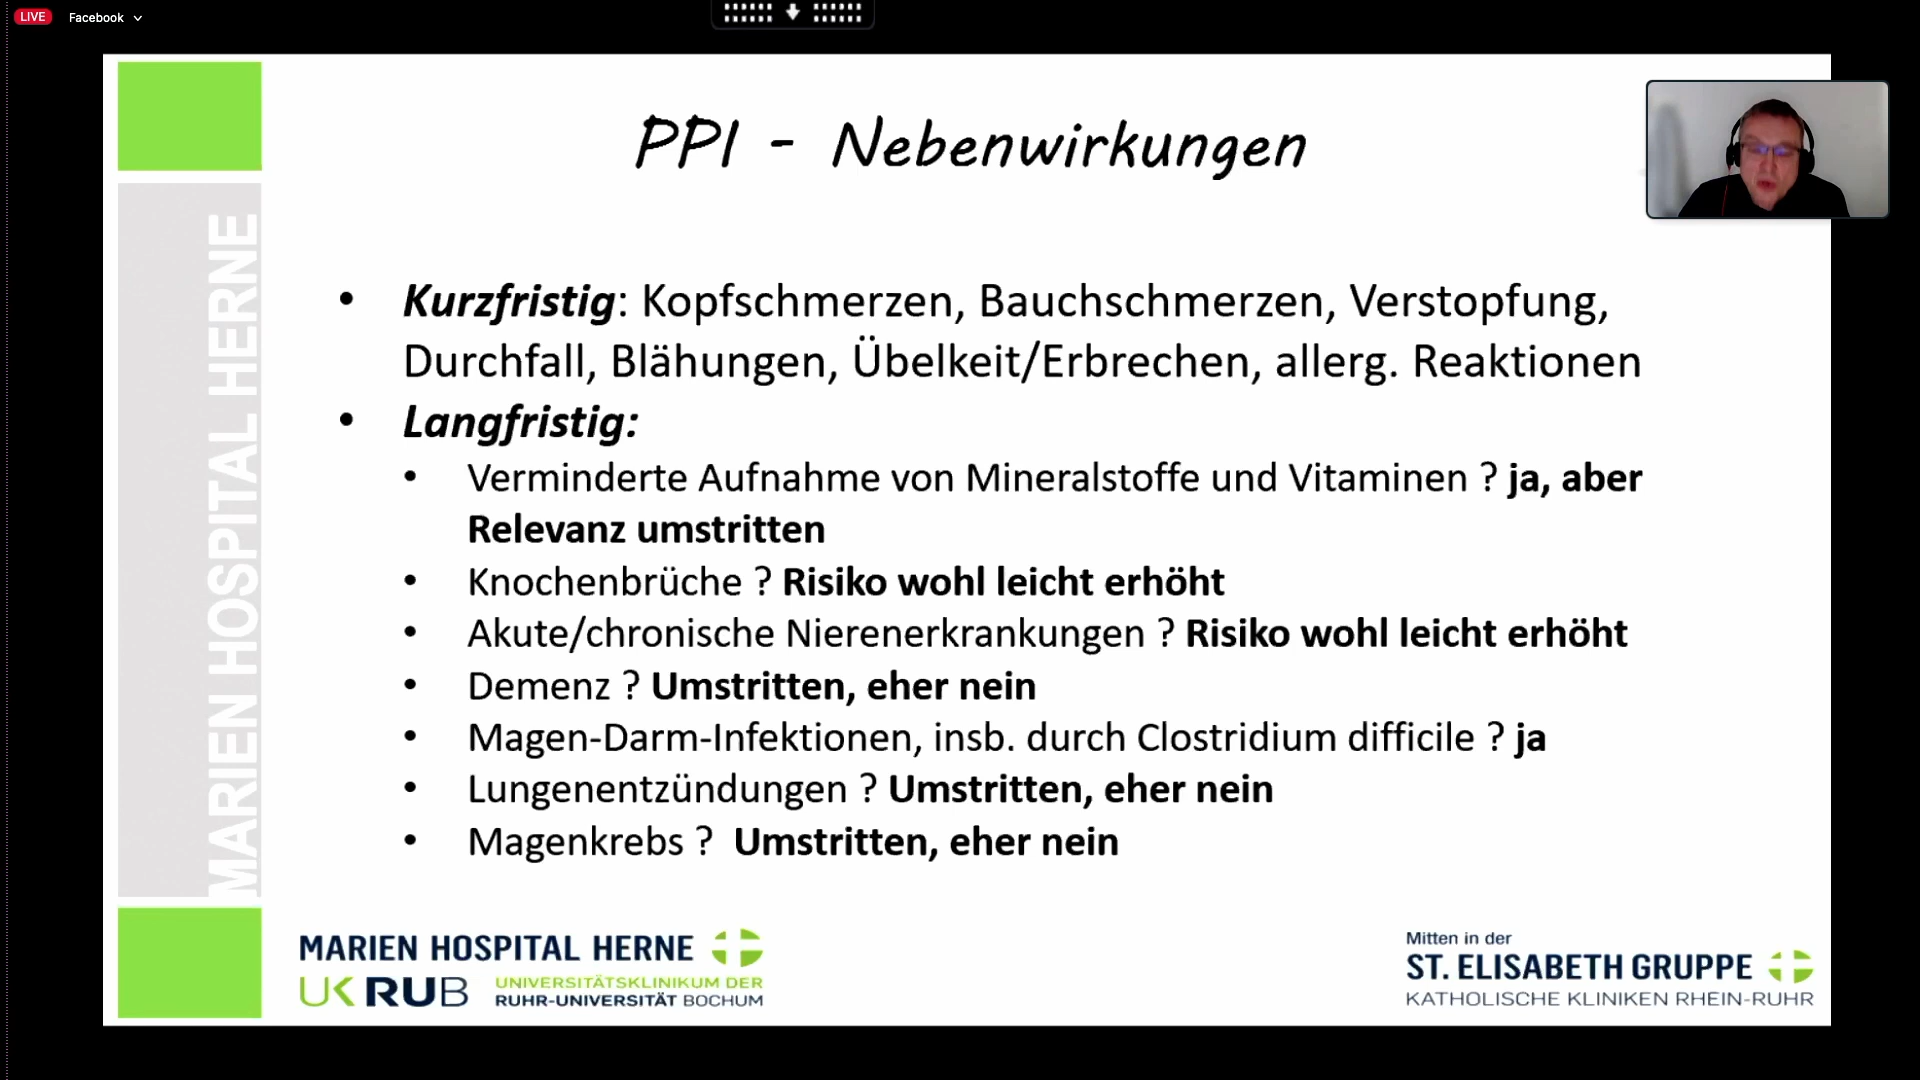 LIVE Facebook
PPI - Nebenwirkungen
MARIEN HOSPITAL HERNE
• Kurzfristig: Kopfschmerzen, Bauchschmerzen, Verstopfung,
Durchfall, Blähungen, Übelkeit/Erbrechen, allerg. Reaktionen
• Langfristig:
• Verminderte Aufnahme von Mineralstoffe und Vitaminen ? ja, aber
Relevanz umstritten
• Knochenbrüche ? Risiko wohl leicht erhöht
• Akute/chronische Nierenerkrankungen ? Risiko wohl leicht erhöht
• Demenz ? Umstritten, eher nein
• Magen-Darm-Infektionen, insb. durch Clostridium difficile ? ja
• Lungenentzündungen ? Umstritten, eher nein
• Magenkrebs ? Umstritten, eher nein
MARIEN HOSPITAL HERNE
UK RUB UNIVERSITÄTSKLINIKUM DER
RUHR-UNIVERSITÄT BOCHUM
Mitten in der
ST. ELISABETH GRUPPE
KATHOLISCHE KLINIKEN RHEIN-RUHR